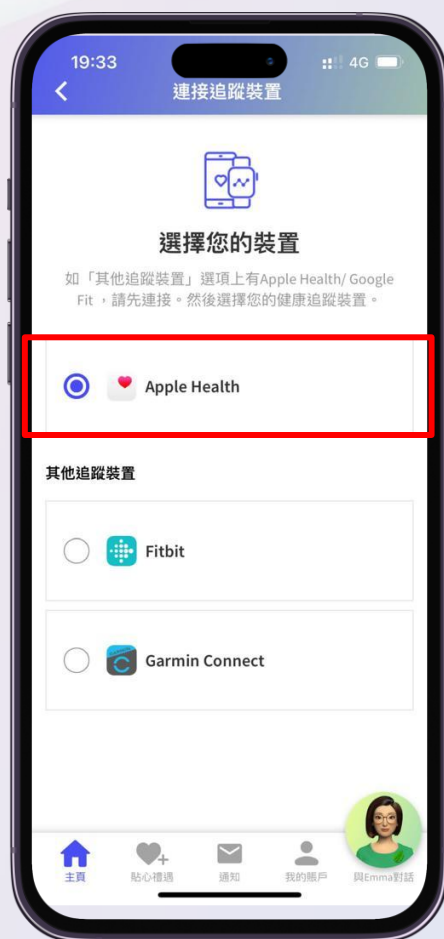 19:33
4G
連接追蹤裝置
選擇您的裝置
如「其他追蹤裝置」選項上有Apple Health/ Google
Fit ,請先連接。然後選擇您的健康追蹤裝置。
Apple Health
其他追蹤裝置
Fitbit
Garmin Connect
主頁
貼心禮遇
通知
我的賬戶
與Emma對話